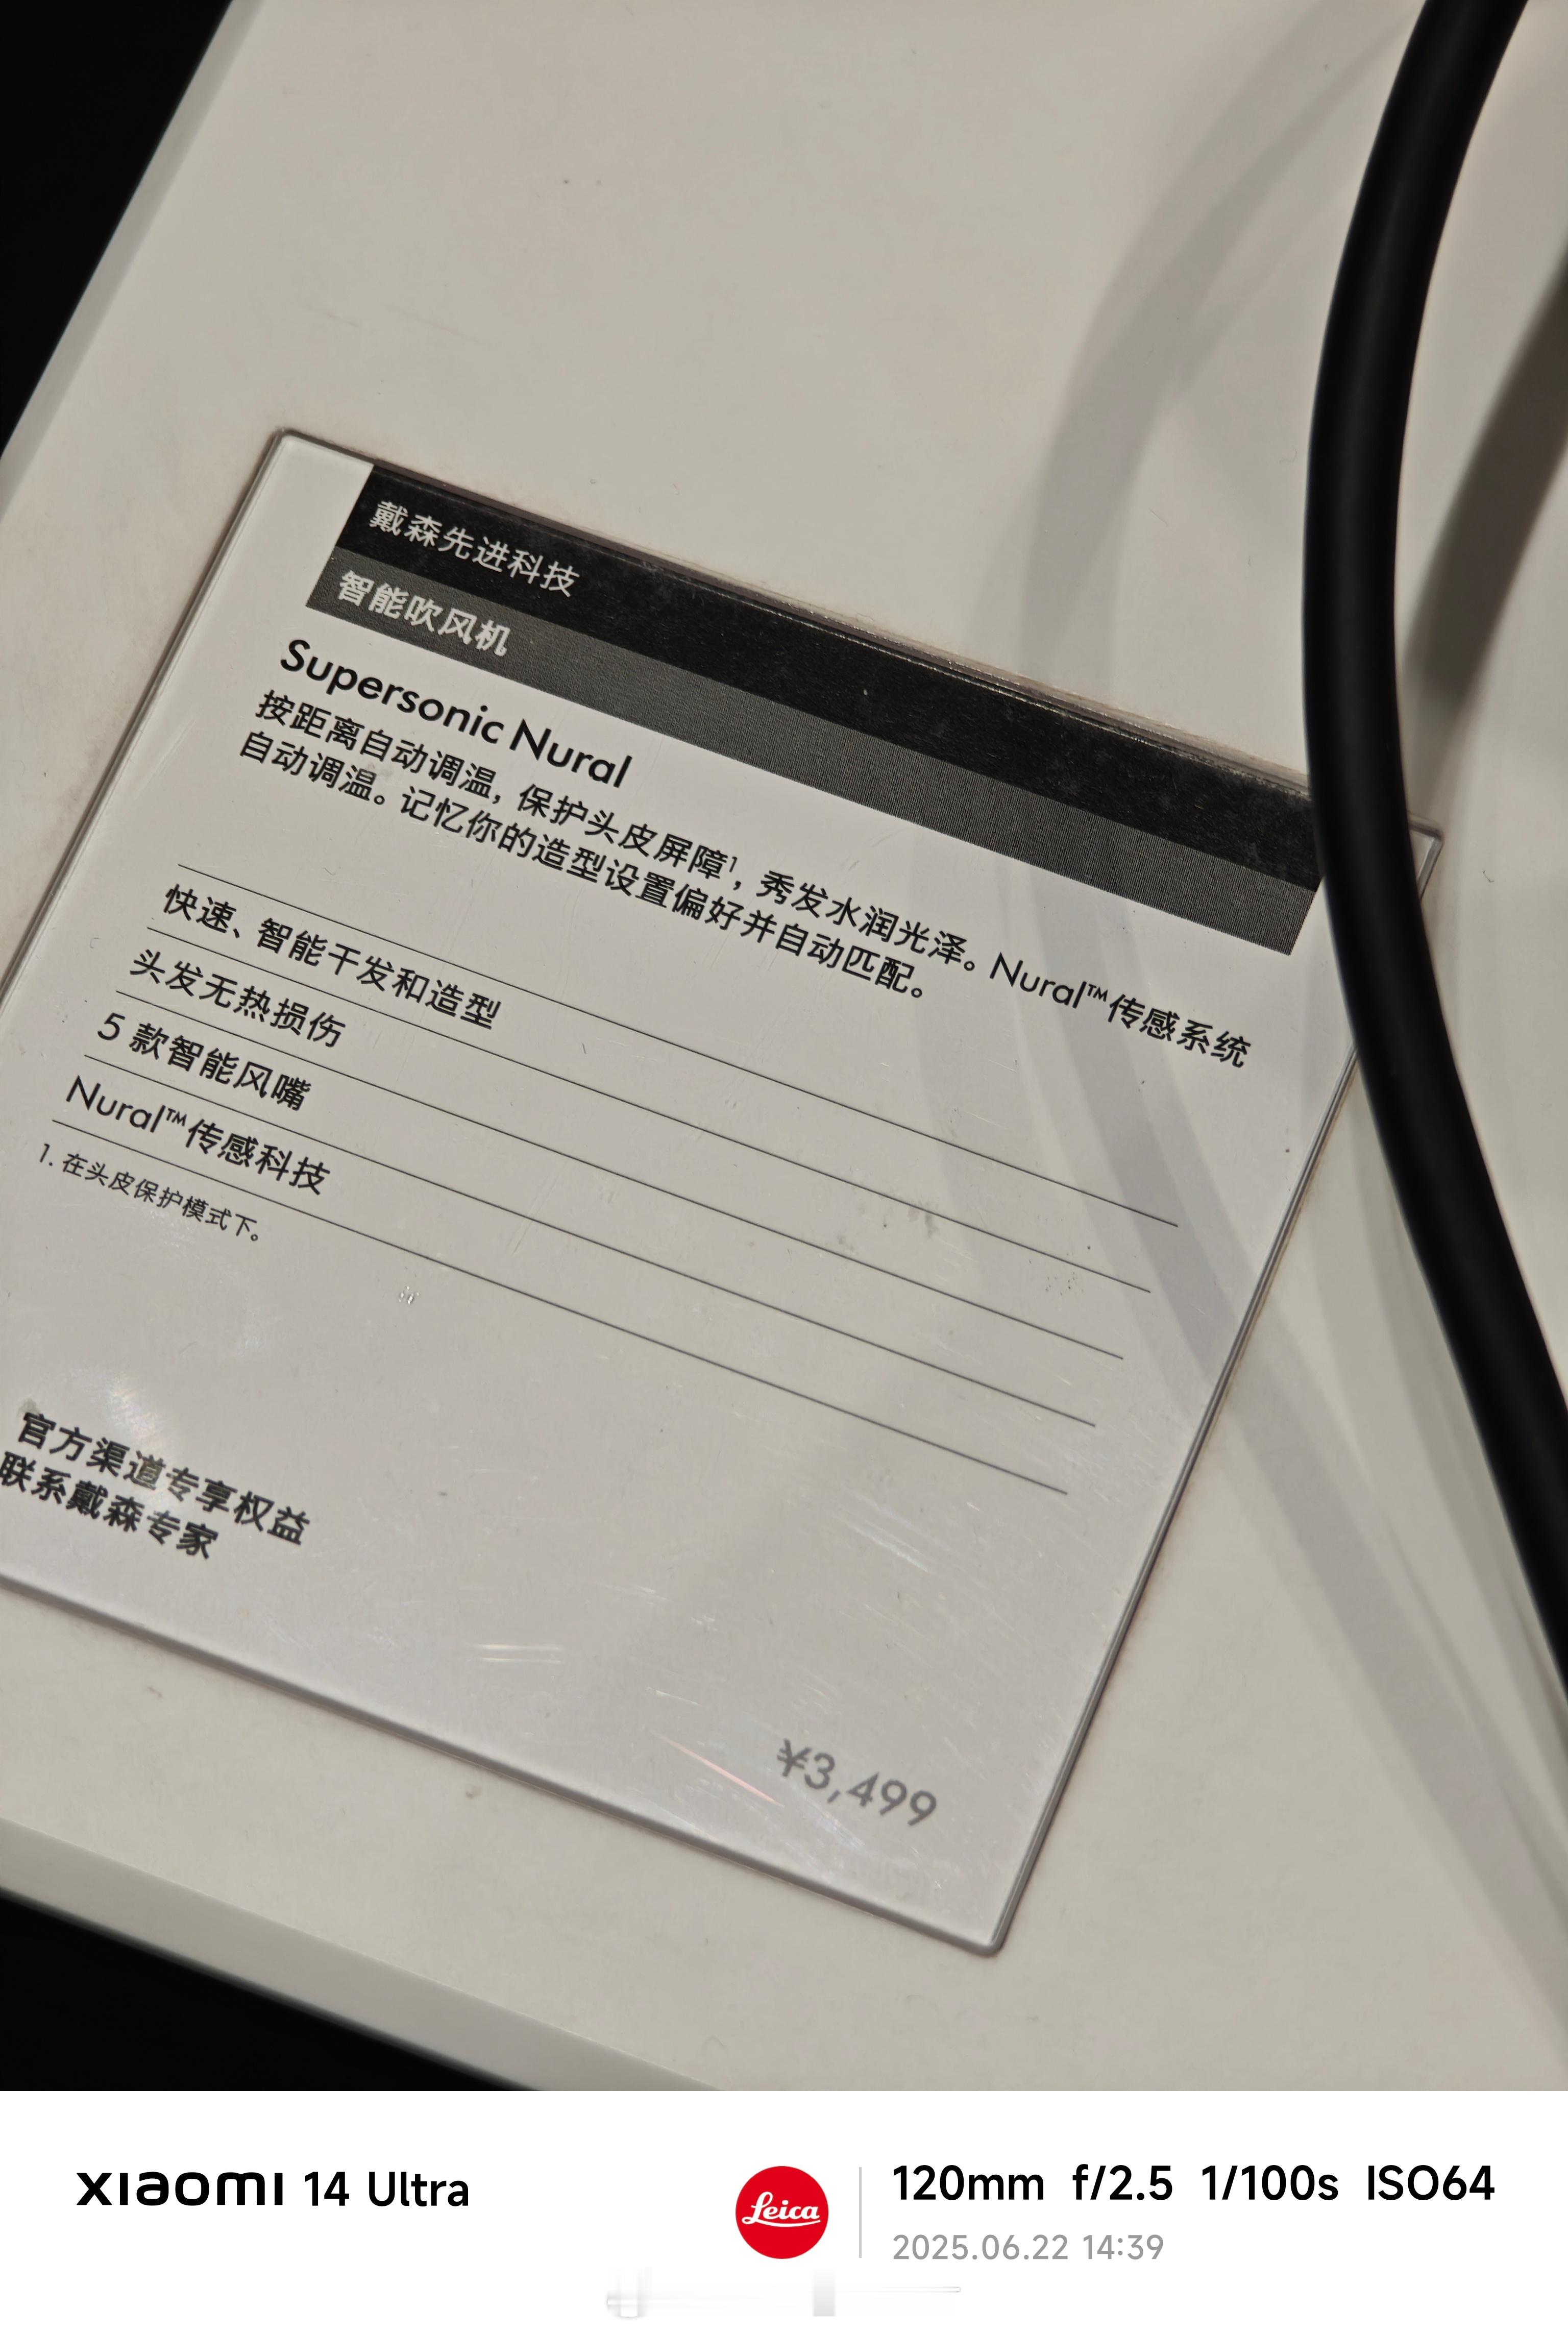 戴森先进科技
智能吹风机
Supersonic Nural
按距离自动调温，保护头皮屏障1，秀发水润光泽。Nural™传感系统
自动调温。记忆你的造型设置偏好并自动匹配。
快速、智能干发和造型
头发无热损伤
5 款智能风嘴
Nural™传感科技
1. 在头皮保护模式下。
官方渠道专享权益
联系戴森专家
¥3,499
xiaomi 14 Ultra
Leica
120mm f/2.5 1/100s ISO64
2025.06.22 14:39